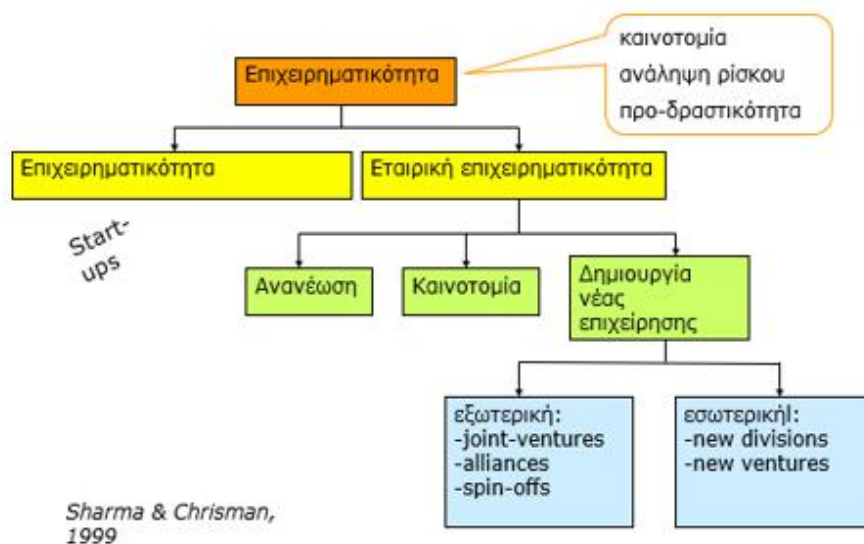 καινοτομία
ανάληψη ρίσκου
προ-δραστικότητα
Επιχειρηματικότητα
Επιχειρηματικότητα
Εταιρική επιχειρηματικότητα
Start-
ups
Ανανέωση
Καινοτομία
Δημιουργία
νέας
επιχείρησης
εξωτερική:
-joint-ventures
-alliances
-spin-offs
εσωτερικήl:
-new divisions
-new ventures
Sharma & Chrisman,
1999